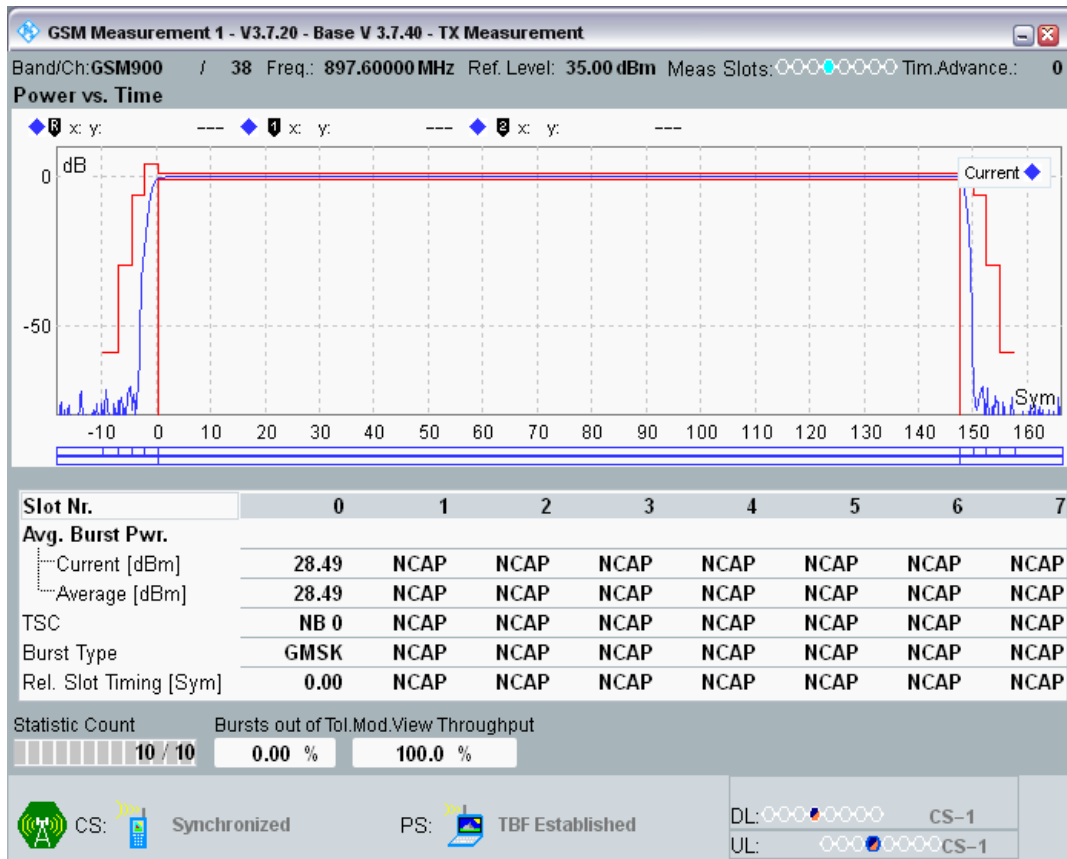 GSM Measurement 1 - V3.7.20 - Base V 3.7.40 - TX Measurement
Band/Ch:GSM900 / 38 Freq.: 897.60000 MHz Ref. Level: 35.00 dBm Meas Slots: Tim.Advance.: 0
Power vs. Time
R x: y: --- 1 x: y: --- 2 x: y: ---
dB
Current
0
-50
Sym
-10 0 10 20 30 40 50 60 70 80 90 100 110 120 130 140 150 160
Slot Nr. 0 1 2 3 4 5 6 7
Avg. Burst Pwr.
Current [dBm] 28.49 NCAP NCAP NCAP NCAP NCAP NCAP NCAP
Average [dBm] 28.49 NCAP NCAP NCAP NCAP NCAP NCAP NCAP
TSC NB 0 NCAP NCAP NCAP NCAP NCAP NCAP NCAP
Burst Type GMSK NCAP NCAP NCAP NCAP NCAP NCAP NCAP
Rel. Slot Timing [Sym] 0.00 NCAP NCAP NCAP NCAP NCAP NCAP NCAP
Statistic Count Bursts out of Tol.Mod.View Throughput
10 / 10 0.00 % 100.0 %
CS: Synchronized PS: TBF Established
DL: CS-1
UL: CS-1